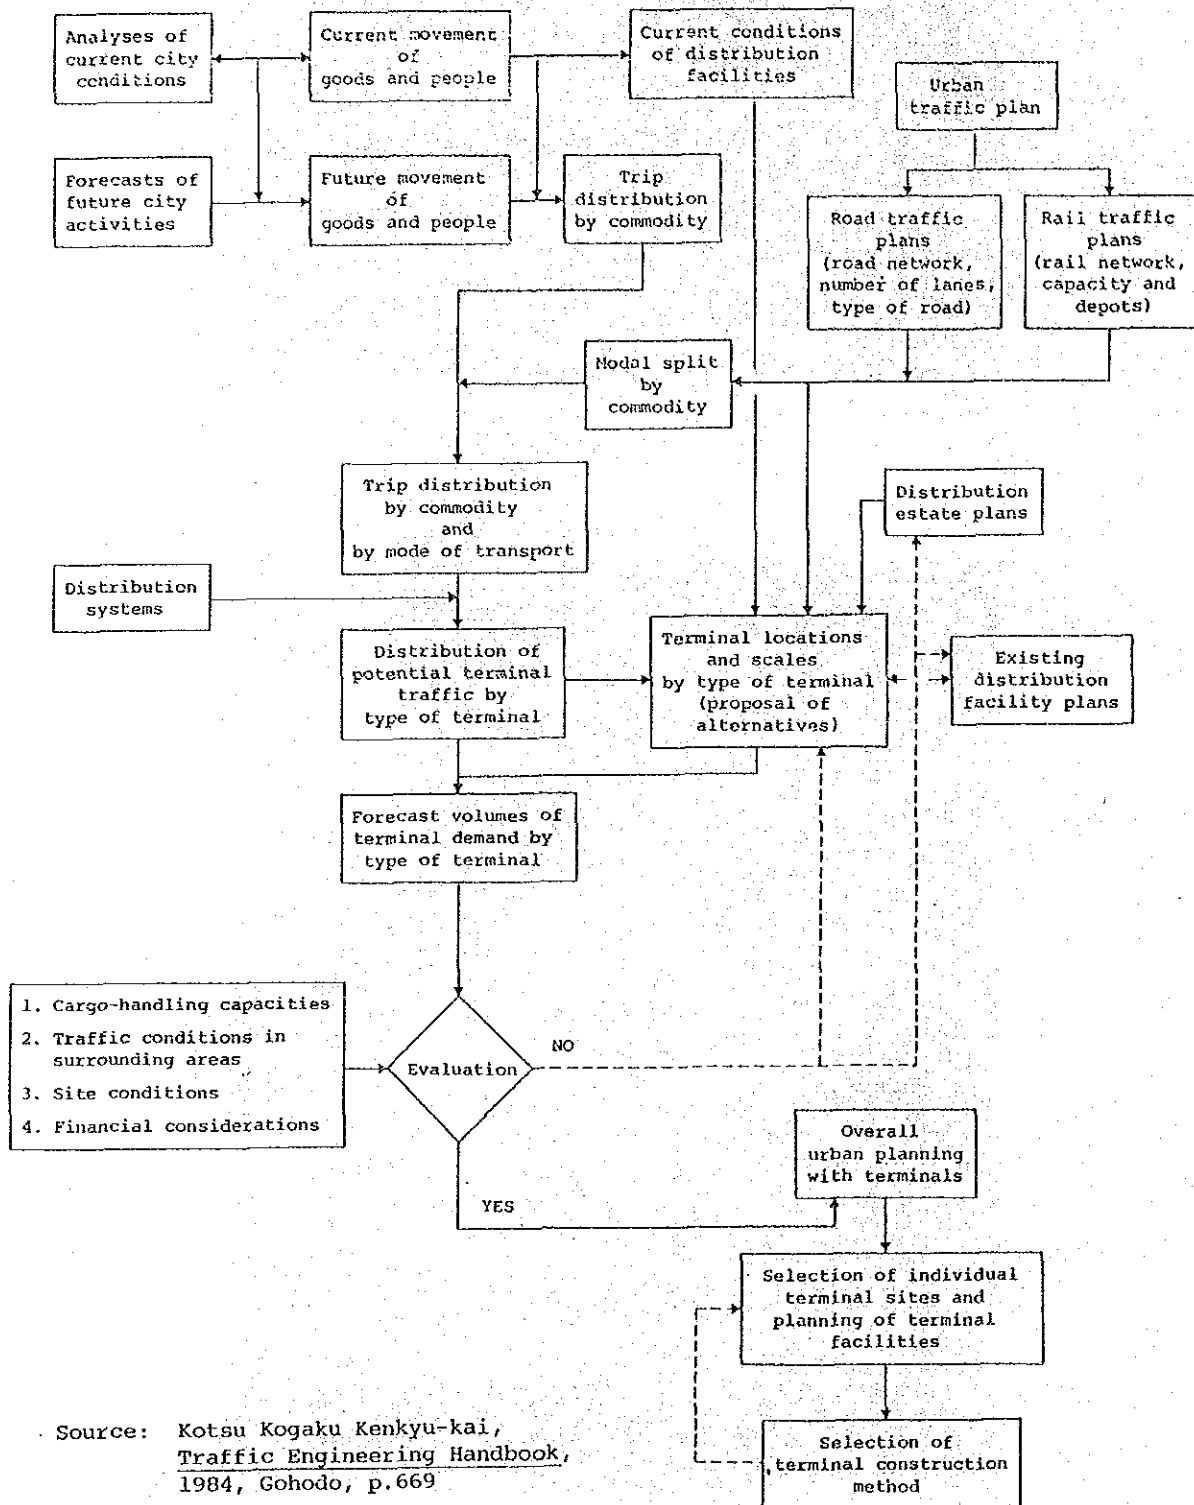 Analyses of
current city
conditions
Current movement
of
goods and people
Current conditions
of distribution
facilities
Urban
traffic plan
Forecasts of
future city
activities
Future movement
of
goods and people
Trip
distribution
by commodity
Road traffic
plans
(road network,
number of lanes,
type of road)
Rail traffic
plans
(rail network,
capacity and
depots)
Modal split
by
commodity
Trip distribution
by commodity
and
by mode of transport
Distribution
estate plans
Distribution
systems
Distribution of
potential terminal
traffic by
type of terminal
Terminal locations
and scales
by type of terminal
(proposal of
alternatives)
Existing
distribution
facility plans
Forecast volumes of
terminal demand by
type of terminal
1. Cargo-handling capacities
2. Traffic conditions in
surrounding areas
3. Site conditions
4. Financial considerations
Evaluation
NO
YES
Overall
urban planning
with terminals
Selection of individual
terminal sites and
planning of terminal
facilities
Selection of
terminal construction
method
Source: Kotsu Kogaku Kenkyu-kai,
Traffic Engineering Handbook,
1984, Gohodo, p.669